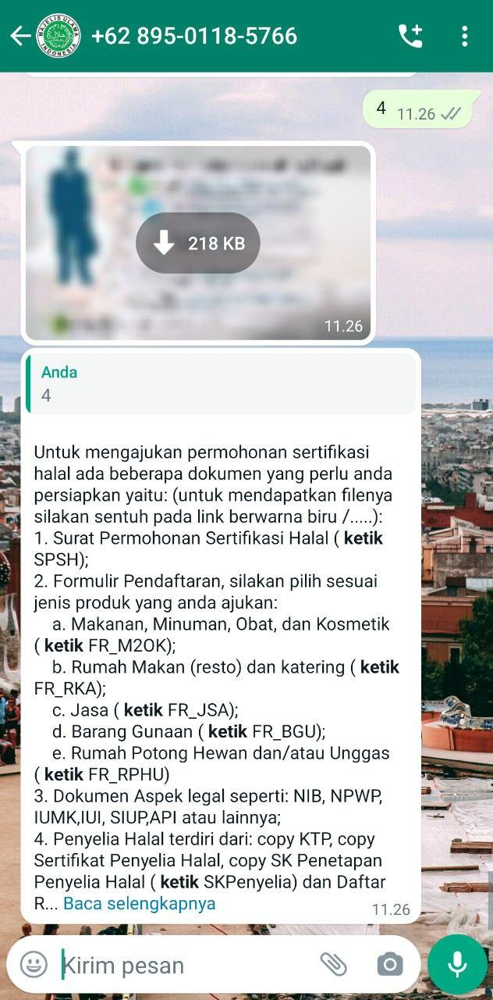 MAJELIS ULAMA
INDONESIA
+62 895-0118-5766
4 11.26
218 KB
11.26
Anda
4
Untuk mengajukan permohonan sertifikasi
halal ada beberapa dokumen yang perlu anda
persiapkan yaitu: (untuk mendapatkan filenya
silakan sentuh pada link berwarna biru /.....):
1. Surat Permohonan Sertifikasi Halal ( ketik
SPSH);
2. Formulir Pendaftaran, silakan pilih sesuai
jenis produk yang anda ajukan:
a. Makanan, Minuman, Obat, dan Kosmetik
( ketik FR_M2OK);
b. Rumah Makan (resto) dan katering ( ketik
FR_RKA);
c. Jasa ( ketik FR_JSA);
d. Barang Gunaan ( ketik FR_BGU);
e. Rumah Potong Hewan dan/atau Unggas
( ketik FR_RPHU)
3. Dokumen Aspek legal seperti: NIB, NPWP,
IUMK,IUI, SIUP,API atau lainnya;
4. Penyelia Halal terdiri dari: copy KTP, copy
Sertifikat Penyelia Halal, copy SK Penetapan
Penyelia Halal ( ketik SKPenyelia) dan Daftar
R... Baca selengkapnya
11.26
Kirim pesan